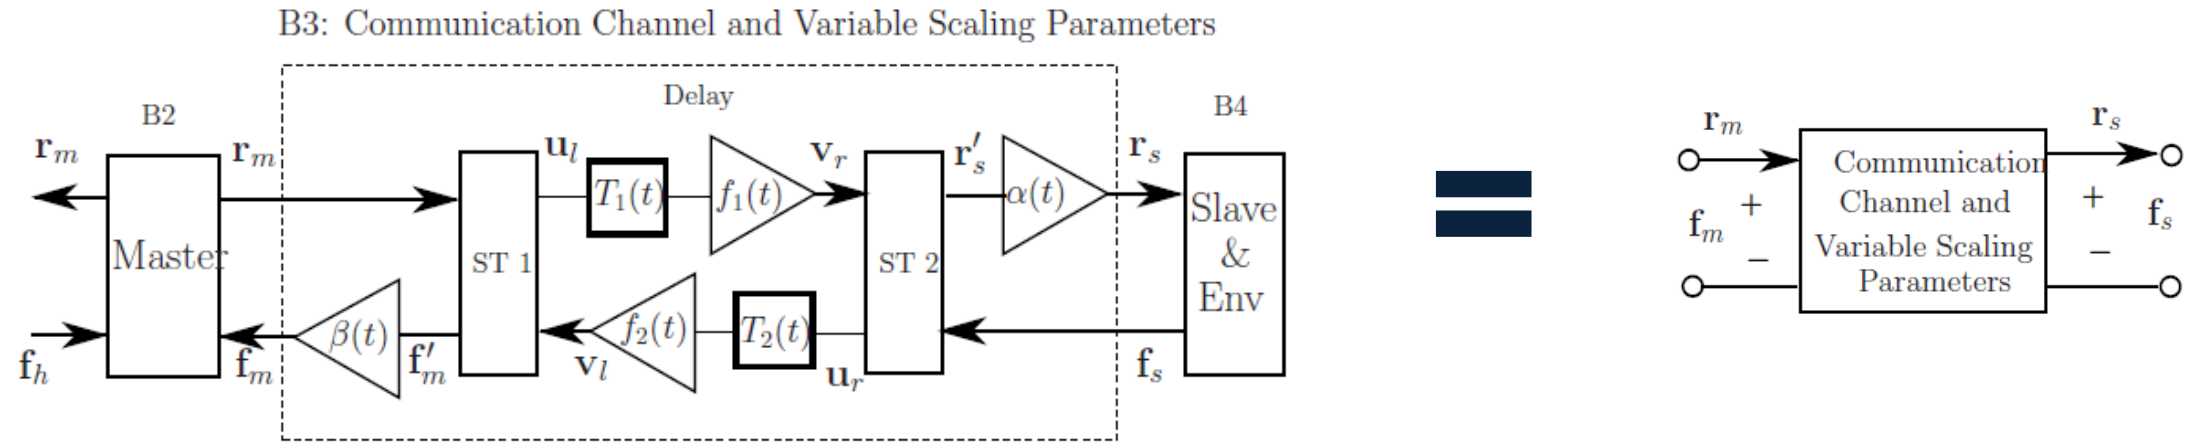 B3: Communication Channel and Variable Scaling Parameters
Delay
B2
B4
r_m
r_m
u_l
v_r
r'_s
r_s
T_1(t)
f_1(t)
α(t)
Master
ST 1
ST 2
Slave
&
Env
β(t)
f_2(t)
T_2(t)
f_h
f_m
f'_m
v_l
u_r
f_s
r_m
r_s
Communication
Channel and
Variable Scaling
Parameters
f_m
+
−
+
−
f_s